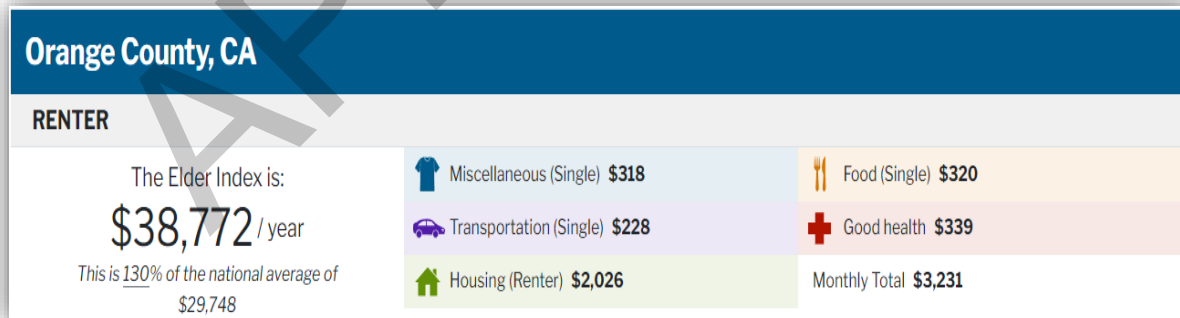 Orange County, CA
RENTER
The Elder Index is:
$38,772 / year
This is 130% of the national average of
$29,748
Miscellaneous (Single) $318
Food (Single) $320
Transportation (Single) $228
Good health $339
Housing (Renter) $2,026
Monthly Total $3,231